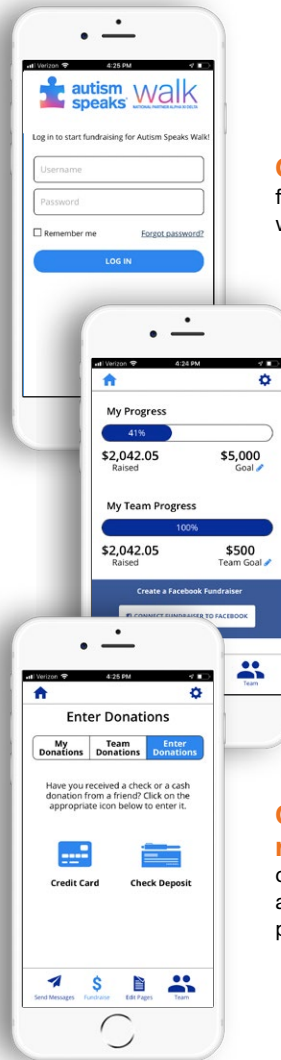 Verizon 4:25 PM
autism speaks walk
NATIONAL PARTNER ALPHA XI DELTA
Log in to start fundraising for Autism Speaks Walk!
Username
Password
Remember me Forgot password?
LOG IN
Verizon 4:24 PM
My Progress
41%
$2,042.05 $5,000
Raised Goal
My Team Progress
100%
$2,042.05 $500
Raised Team Goal
Create a Facebook Fundraiser
CONNECT FUNDRAISER TO FACEBOOK
Team
Verizon 4:25 PM
Enter Donations
My Donations Team Donations Enter Donations
Have you received a check or a cash
donation from a friend? Click on the
appropriate icon below to enter it.
Credit Card Check Deposit
Send Messages Fundraise Edit Pages Team